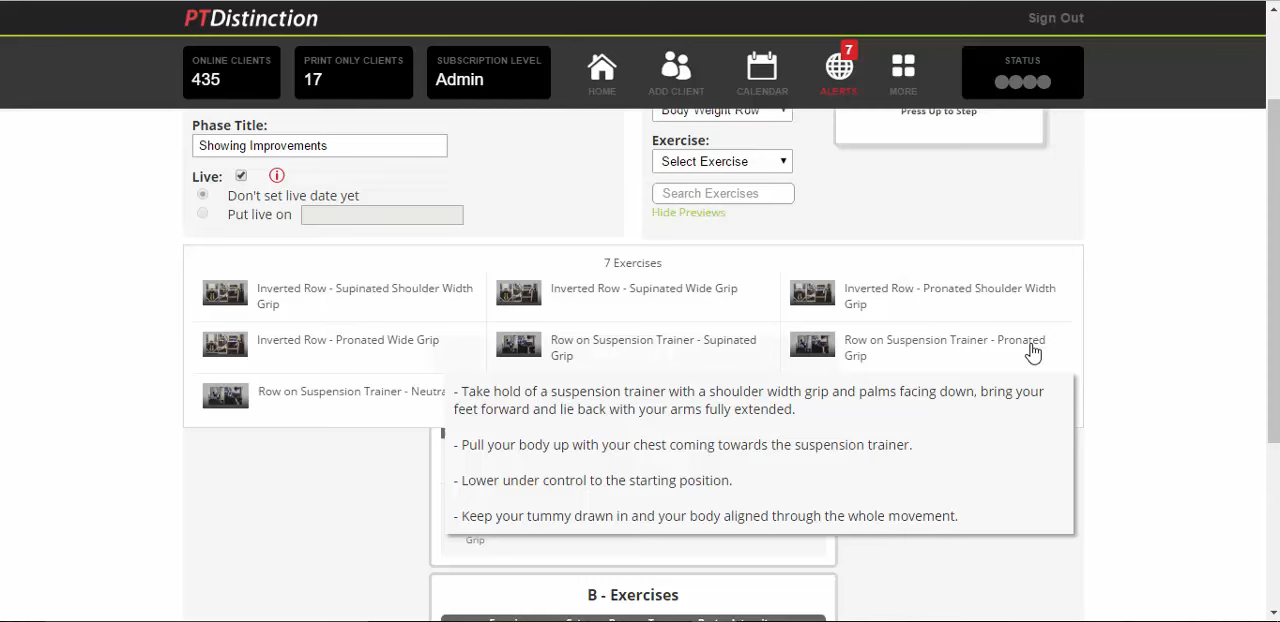 PTDistinction
Sign Out
ONLINE CLIENTS
435
PRINT ONLY CLIENTS
17
SUBSCRIPTION LEVEL
Admin
HOME
ADD CLIENT
CALENDAR
7
ALERTS
MORE
STATUS
Phase Title:
Showing Improvements
Live:
Don't set live date yet
Put live on
Body Weight Row
Exercise:
Select Exercise
Search Exercises
Hide Previews
Press Up to Step
7 Exercises
Inverted Row - Supinated Shoulder Width
Grip
Inverted Row - Supinated Wide Grip
Inverted Row - Pronated Shoulder Width
Grip
Inverted Row - Pronated Wide Grip
Row on Suspension Trainer - Supinated
Grip
Row on Suspension Trainer - Pronated
Grip
Row on Suspension Trainer - Neutra
- Take hold of a suspension trainer with a shoulder width grip and palms facing down, bring your
feet forward and lie back with your arms fully extended.
- Pull your body up with your chest coming towards the suspension trainer.
- Lower under control to the starting position.
- Keep your tummy drawn in and your body aligned through the whole movement.
Grip
B - Exercises